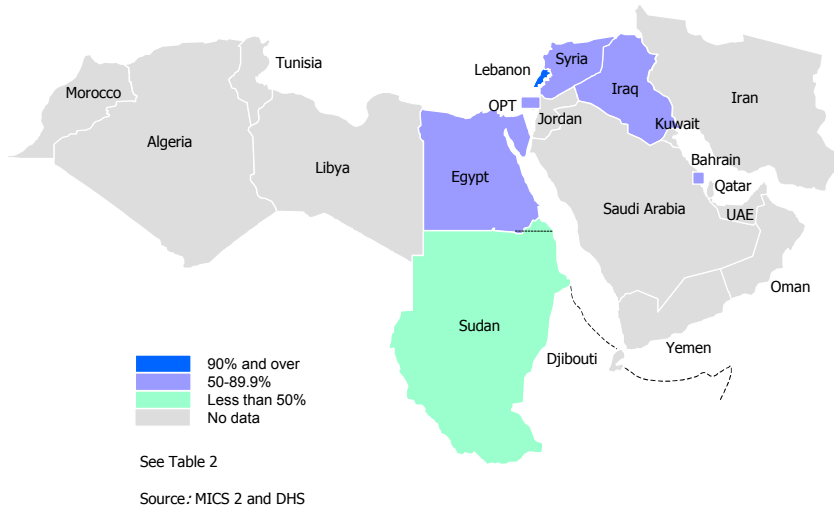 Tunisia
Lebanon
Syria
Morocco
Iraq
Iran
OPT
Jordan
Kuwait
Algeria
Libya
Egypt
Bahrain
Qatar
Saudi Arabia
UAE
Oman
Sudan
Yemen
Djibouti
90% and over
50-89.9%
Less than 50%
No data
See Table 2
Source: MICS 2 and DHS